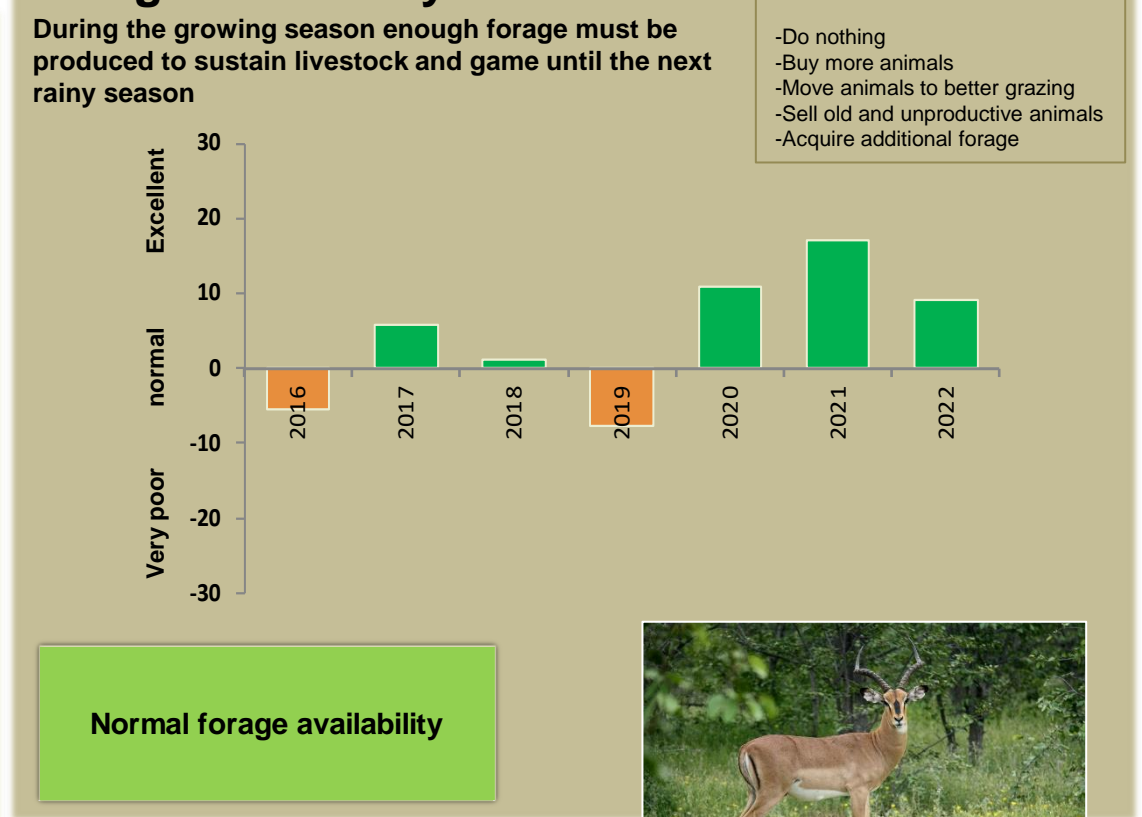 During the growing season enough forage must be
produced to sustain livestock and game until the next
rainy season
-Do nothing
-Buy more animals
-Move animals to better grazing
-Sell old and unproductive animals
-Acquire additional forage
Excellent
normal
Very poor
30
20
10
0
-10
-20
-30
2016
2017
2018
2019
2020
2021
2022
Normal forage availability